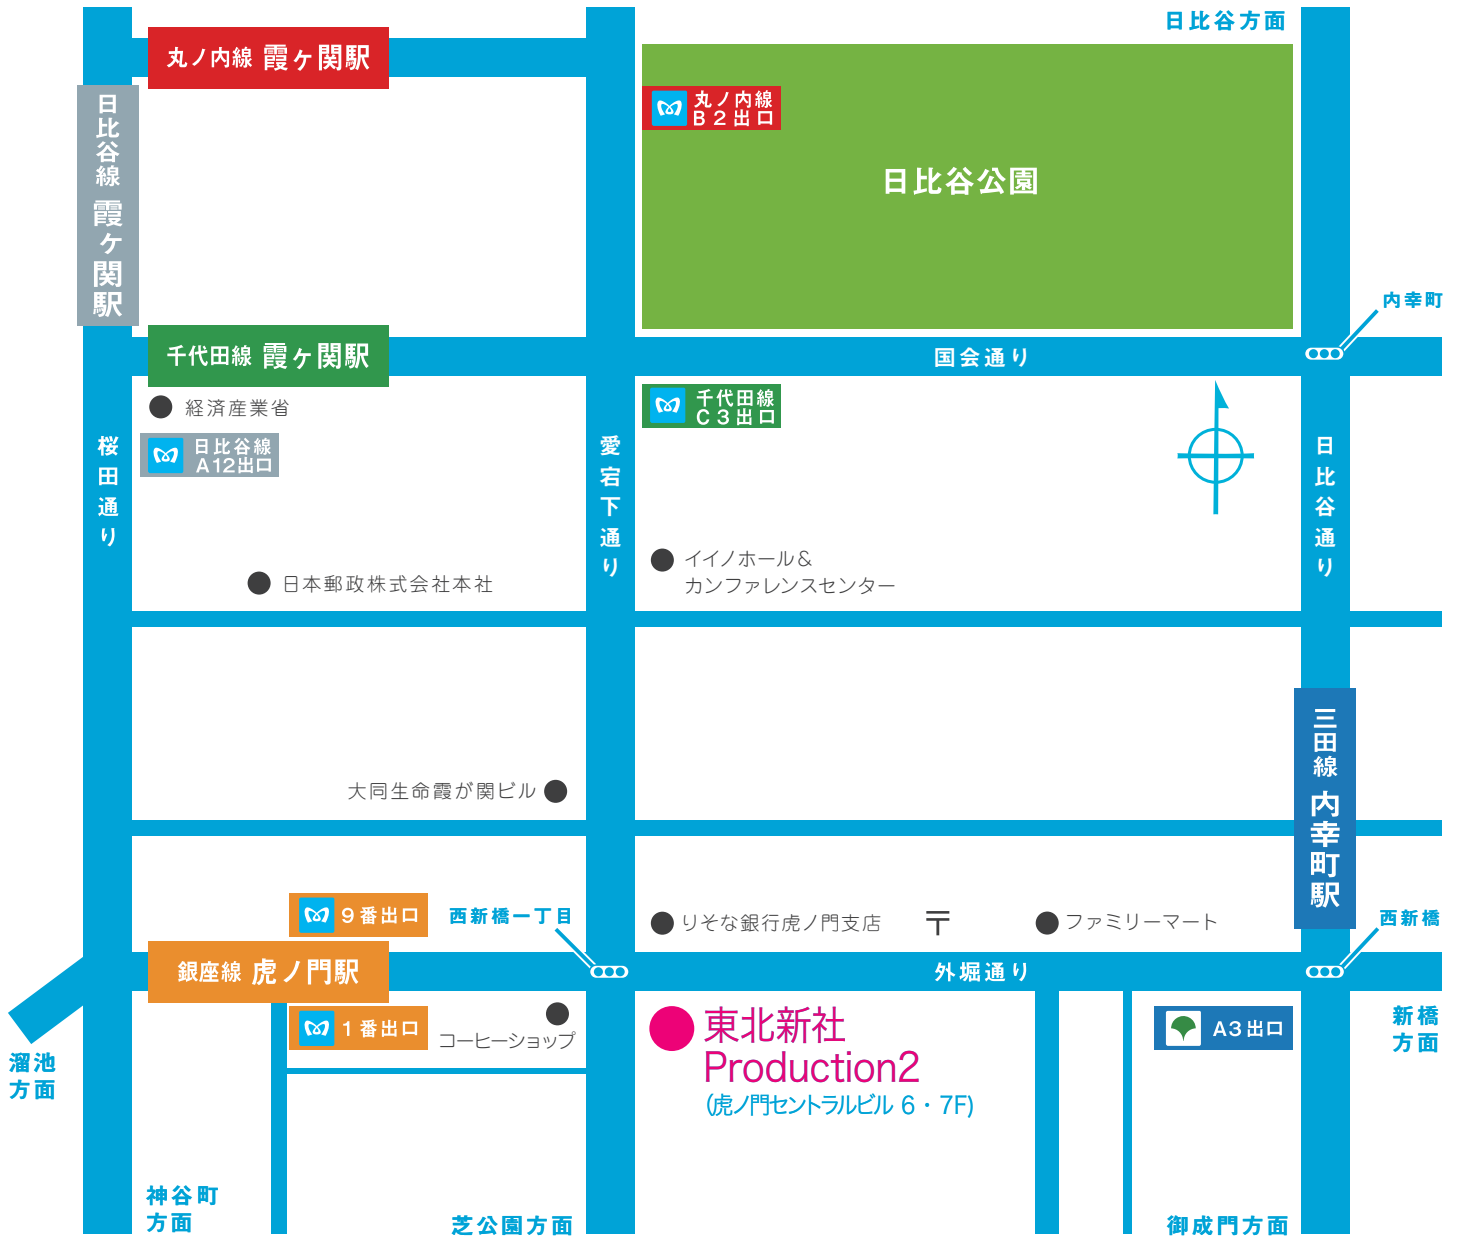 日比谷方面
丸ノ内線 霞ヶ関駅
日比谷線 霞ヶ関駅
丸ノ内線
B2出口
日比谷公園
内幸町
千代田線 霞ヶ関駅
国会通り
経済産業省
日比谷線
A12出口
千代田線
C3出口
桜田通り
愛宕下通り
日比谷通り
イイノホール&
カンファレンスセンター
日本郵政株式会社本社
三田線 内幸町駅
大同生命霞が関ビル
9番出口
西新橋一丁目
りそな銀行虎ノ門支店
〒
ファミリーマート
西新橋
銀座線 虎ノ門駅
外堀通り
1番出口
コーヒーショップ
東北新社
Production2
(虎ノ門セントラルビル 6・7F)
A3出口
新橋
方面
溜池
方面
神谷町
方面
芝公園方面
御成門方面